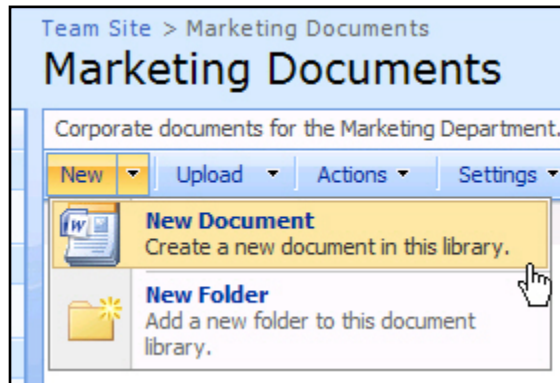 Team Site > Marketing Documents
Marketing Documents
Corporate documents for the Marketing Department.
New Upload Actions Settings
New Document
Create a new document in this library.
New Folder
Add a new folder to this document
library.